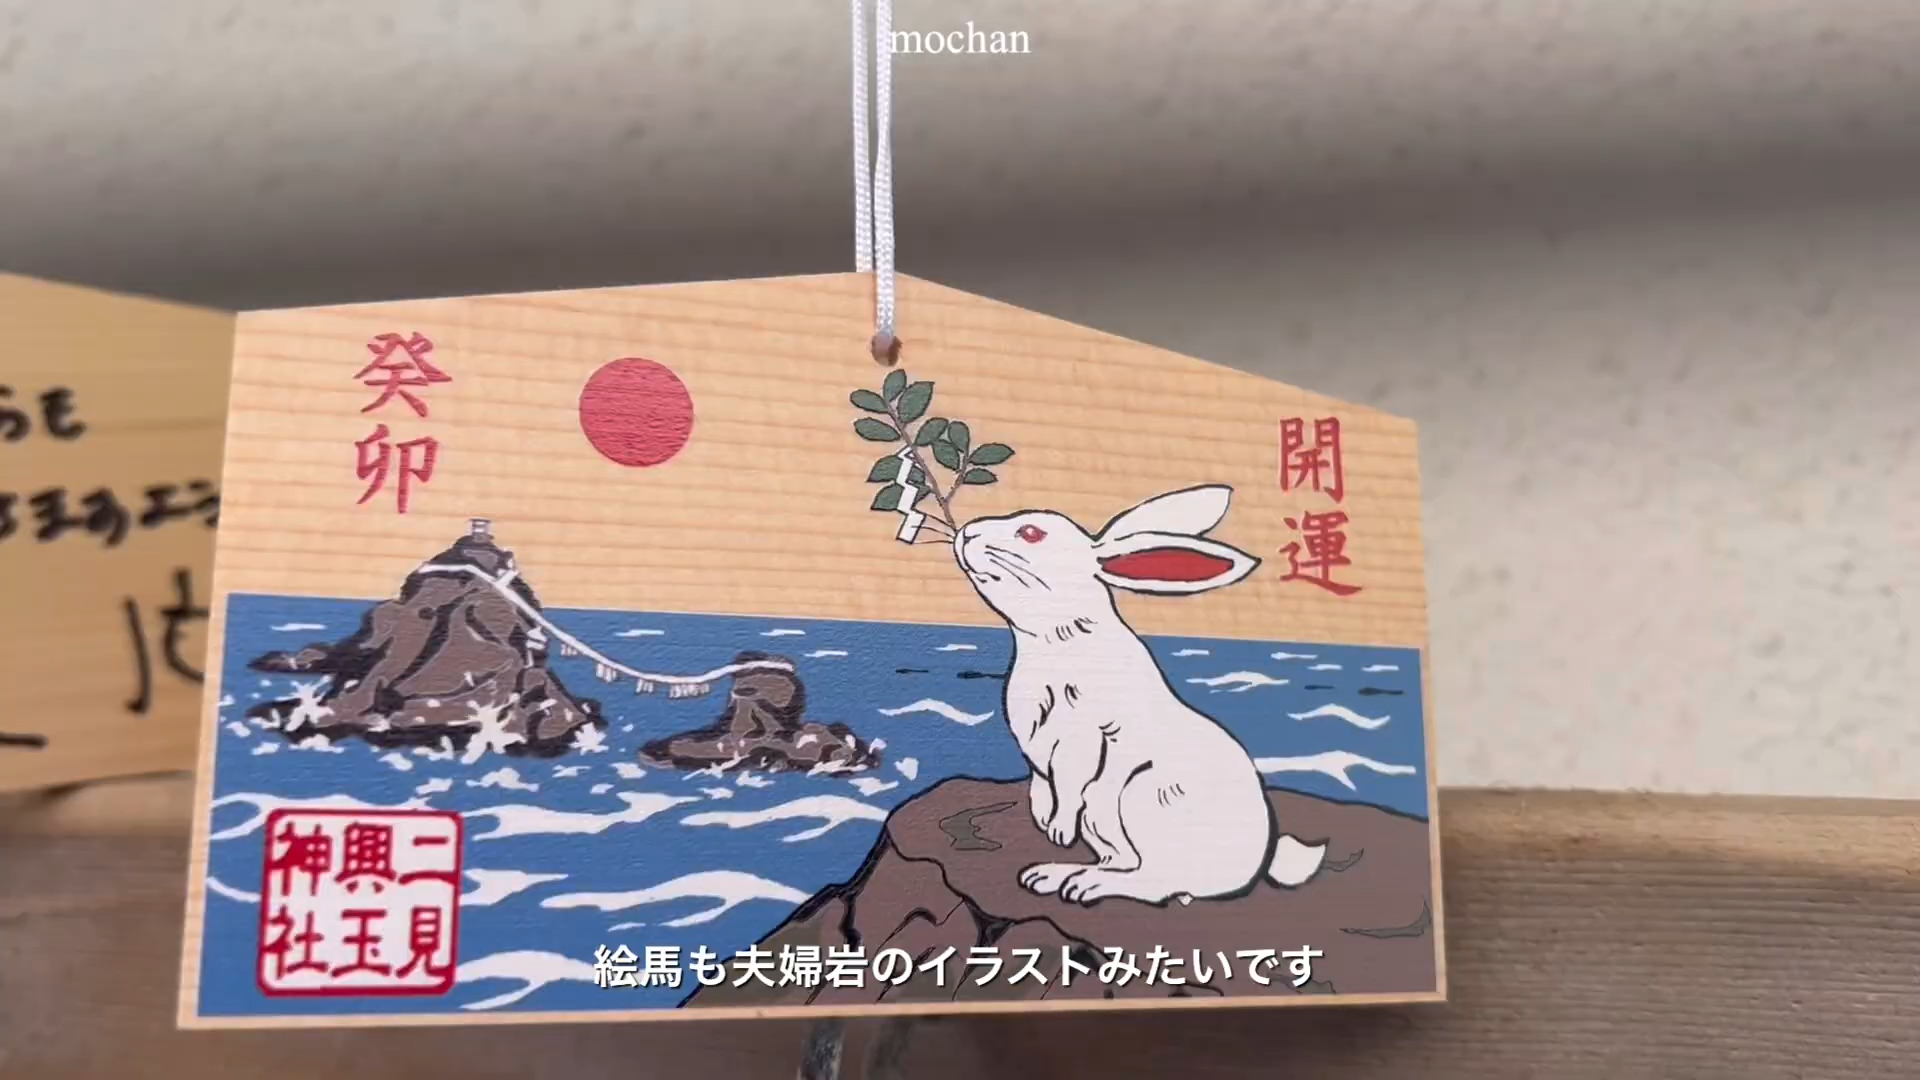 mochan
癸卯
開運
二見
興玉
神社
絵馬も夫婦岩のイラストみたいです